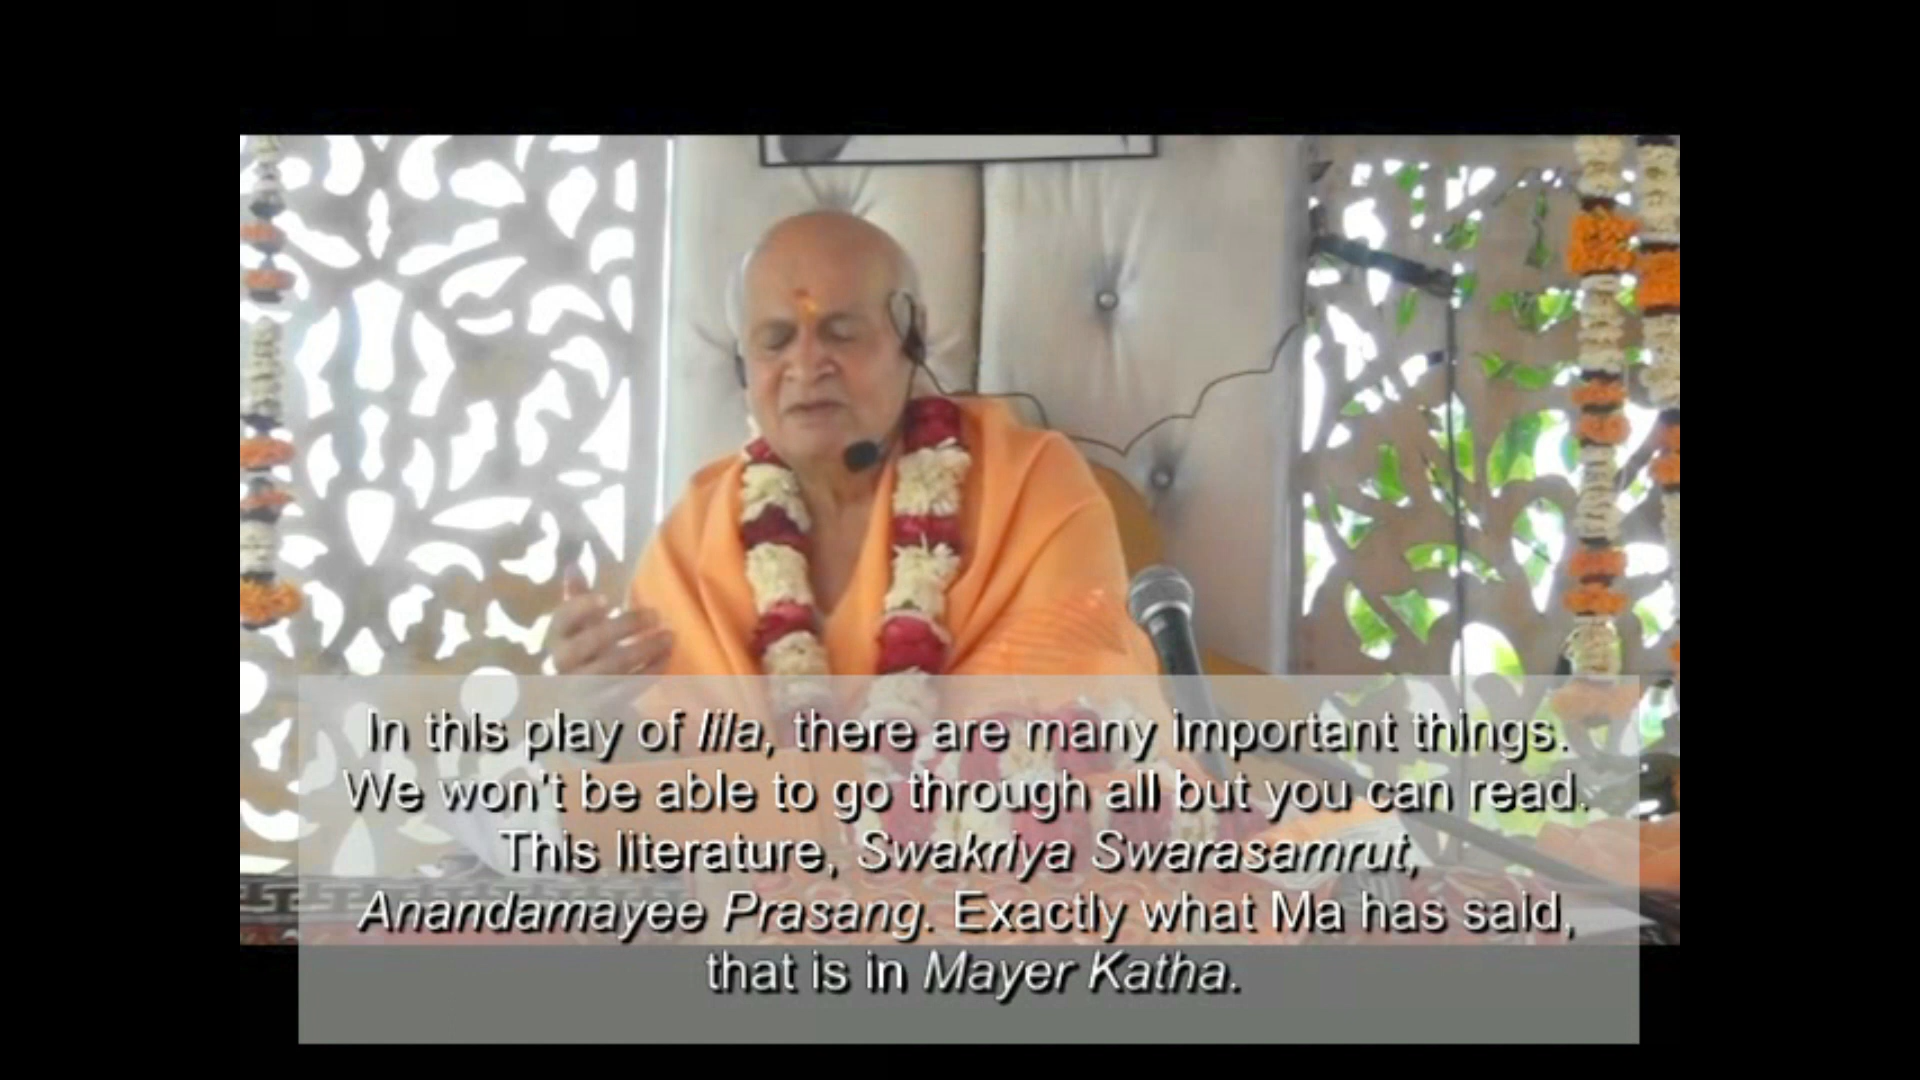 In this play of lila, there are many important things.
We won't be able to go through all but you can read.
This literature, Swakriya Swarasamrut,
Anandamayee Prasang. Exactly what Ma has said,
that is in Mayer Katha.